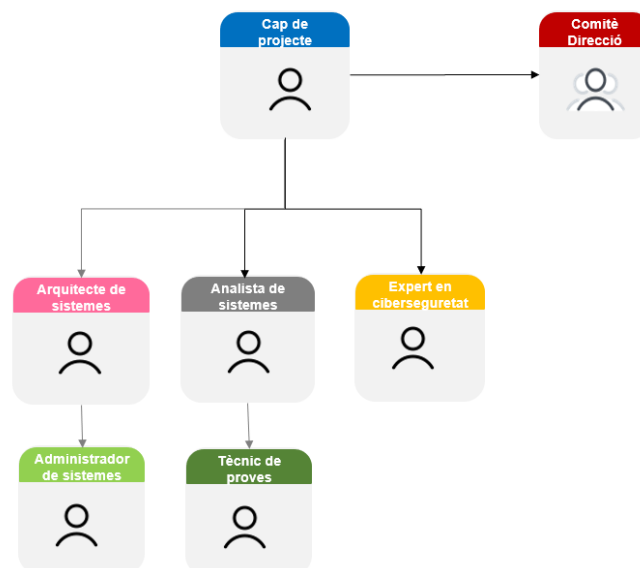 Cap de
projecte
Comitè
Direcció
Arquitecte de
sistemes
Analista de
sistemes
Expert en
ciberseguretat
Administrador
de sistemes
Tècnic de
proves